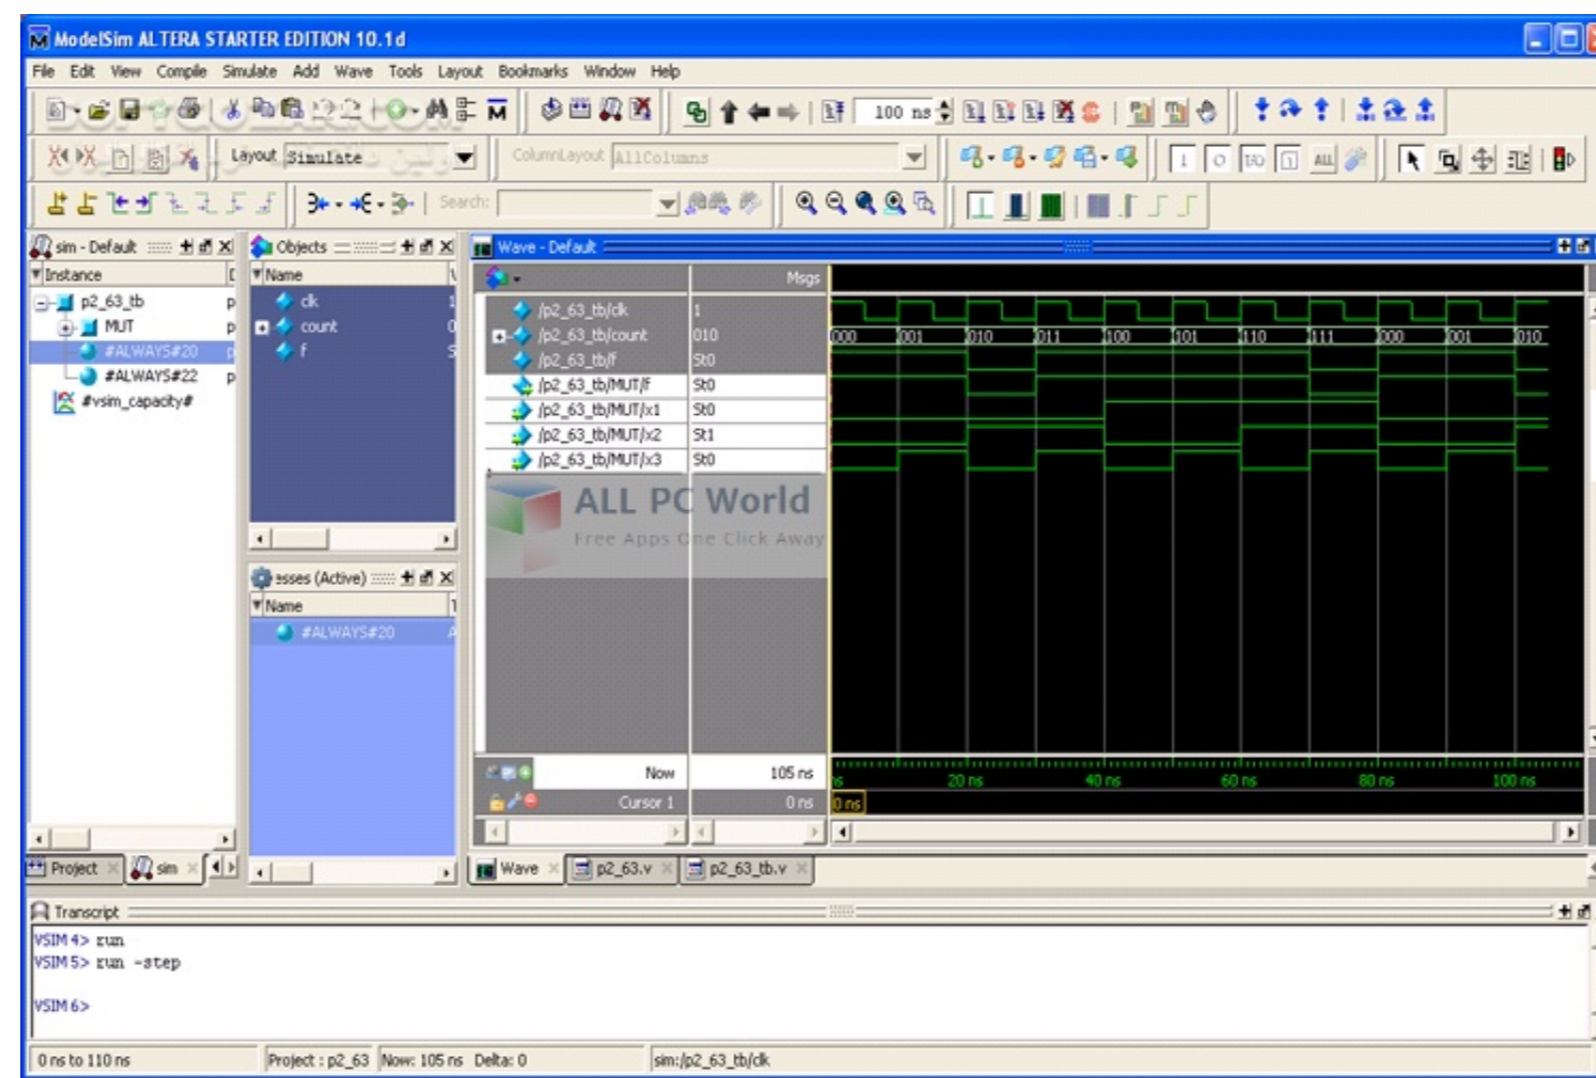 ModelSim ALTERA STARTER EDITION 10.1d
File Edit View Compile Simulate Add Wave Tools Layout Bookmarks Window Help
100 ns
Layout Simulate
ColumnLayout AllColumns
Search:
sim - Default
Objects
Wave - Default
Instance
Name
Msgs
p2_63_tb
MUT
#ALWAYS#20
#ALWAYS#22
#vsim_capacity#
clk 1
count 0
f S
/p2_63_tb/clk 1
/p2_63_tb/count 010 000 001 010 011 100 101 110 111 000 001 010
/p2_63_tb/f St0
/p2_63_tb/MUT/f St0
/p2_63_tb/MUT/x1 St0
/p2_63_tb/MUT/x2 St1
/p2_63_tb/MUT/x3 St0
ALL PC World
Free Apps One Click Away
esses (Active)
Name
#ALWAYS#20
Now 105 ns
20 ns 40 ns 60 ns 80 ns 100 ns
Cursor 1 0 ns 0 ns
Project sim
Wave p2_63.v p2_63_tb.v
Transcript
VSIM 4> run
VSIM 5> run -step
VSIM 6>
0 ns to 110 ns Project : p2_63 Now: 105 ns Delta: 0 sim:/p2_63_tb/clk